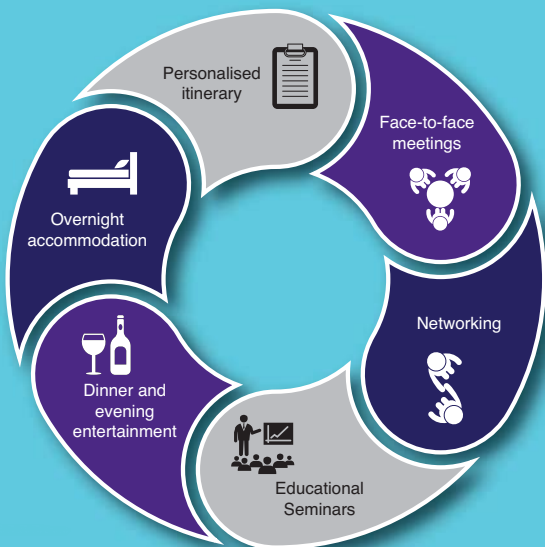 Personalised
itinerary
Face-to-face
meetings
Networking
Educational
Seminars
Dinner and
evening
entertainment
Overnight
accommodation